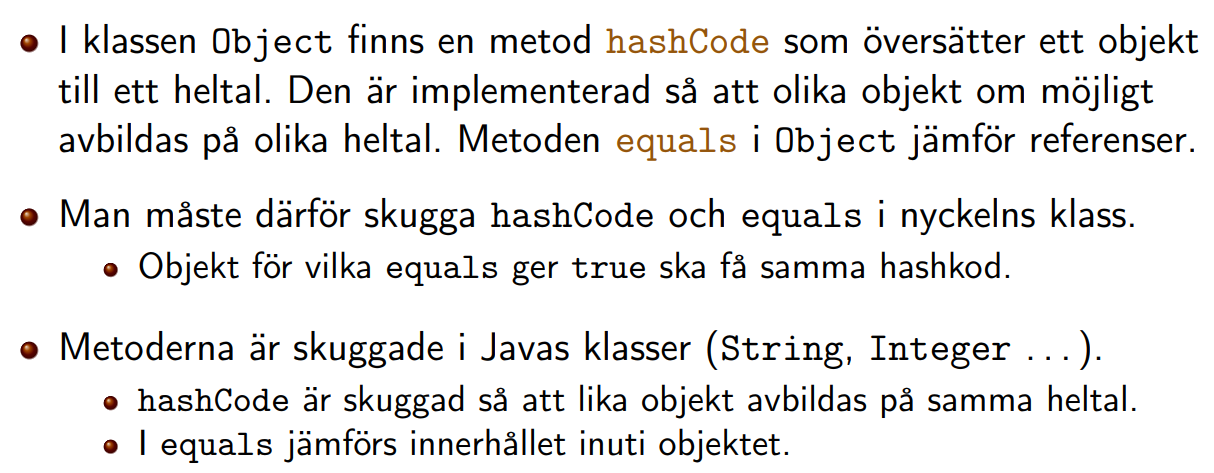 I klassen Object finns en metod hashCode som översätter ett objekt
till ett heltal. Den är implementerad så att olika objekt om möjligt
avbildas på olika heltal. Metoden equals i Object jämför referenser.
Man måste därför skugga hashCode och equals i nyckelns klass.
Objekt för vilka equals ger true ska få samma hashkod.
Metoderna är skuggade i Javas klasser (String, Integer ...).
hashCode är skuggad så att lika objekt avbildas på samma heltal.
I equals jämförs innerhållet inuti objektet.